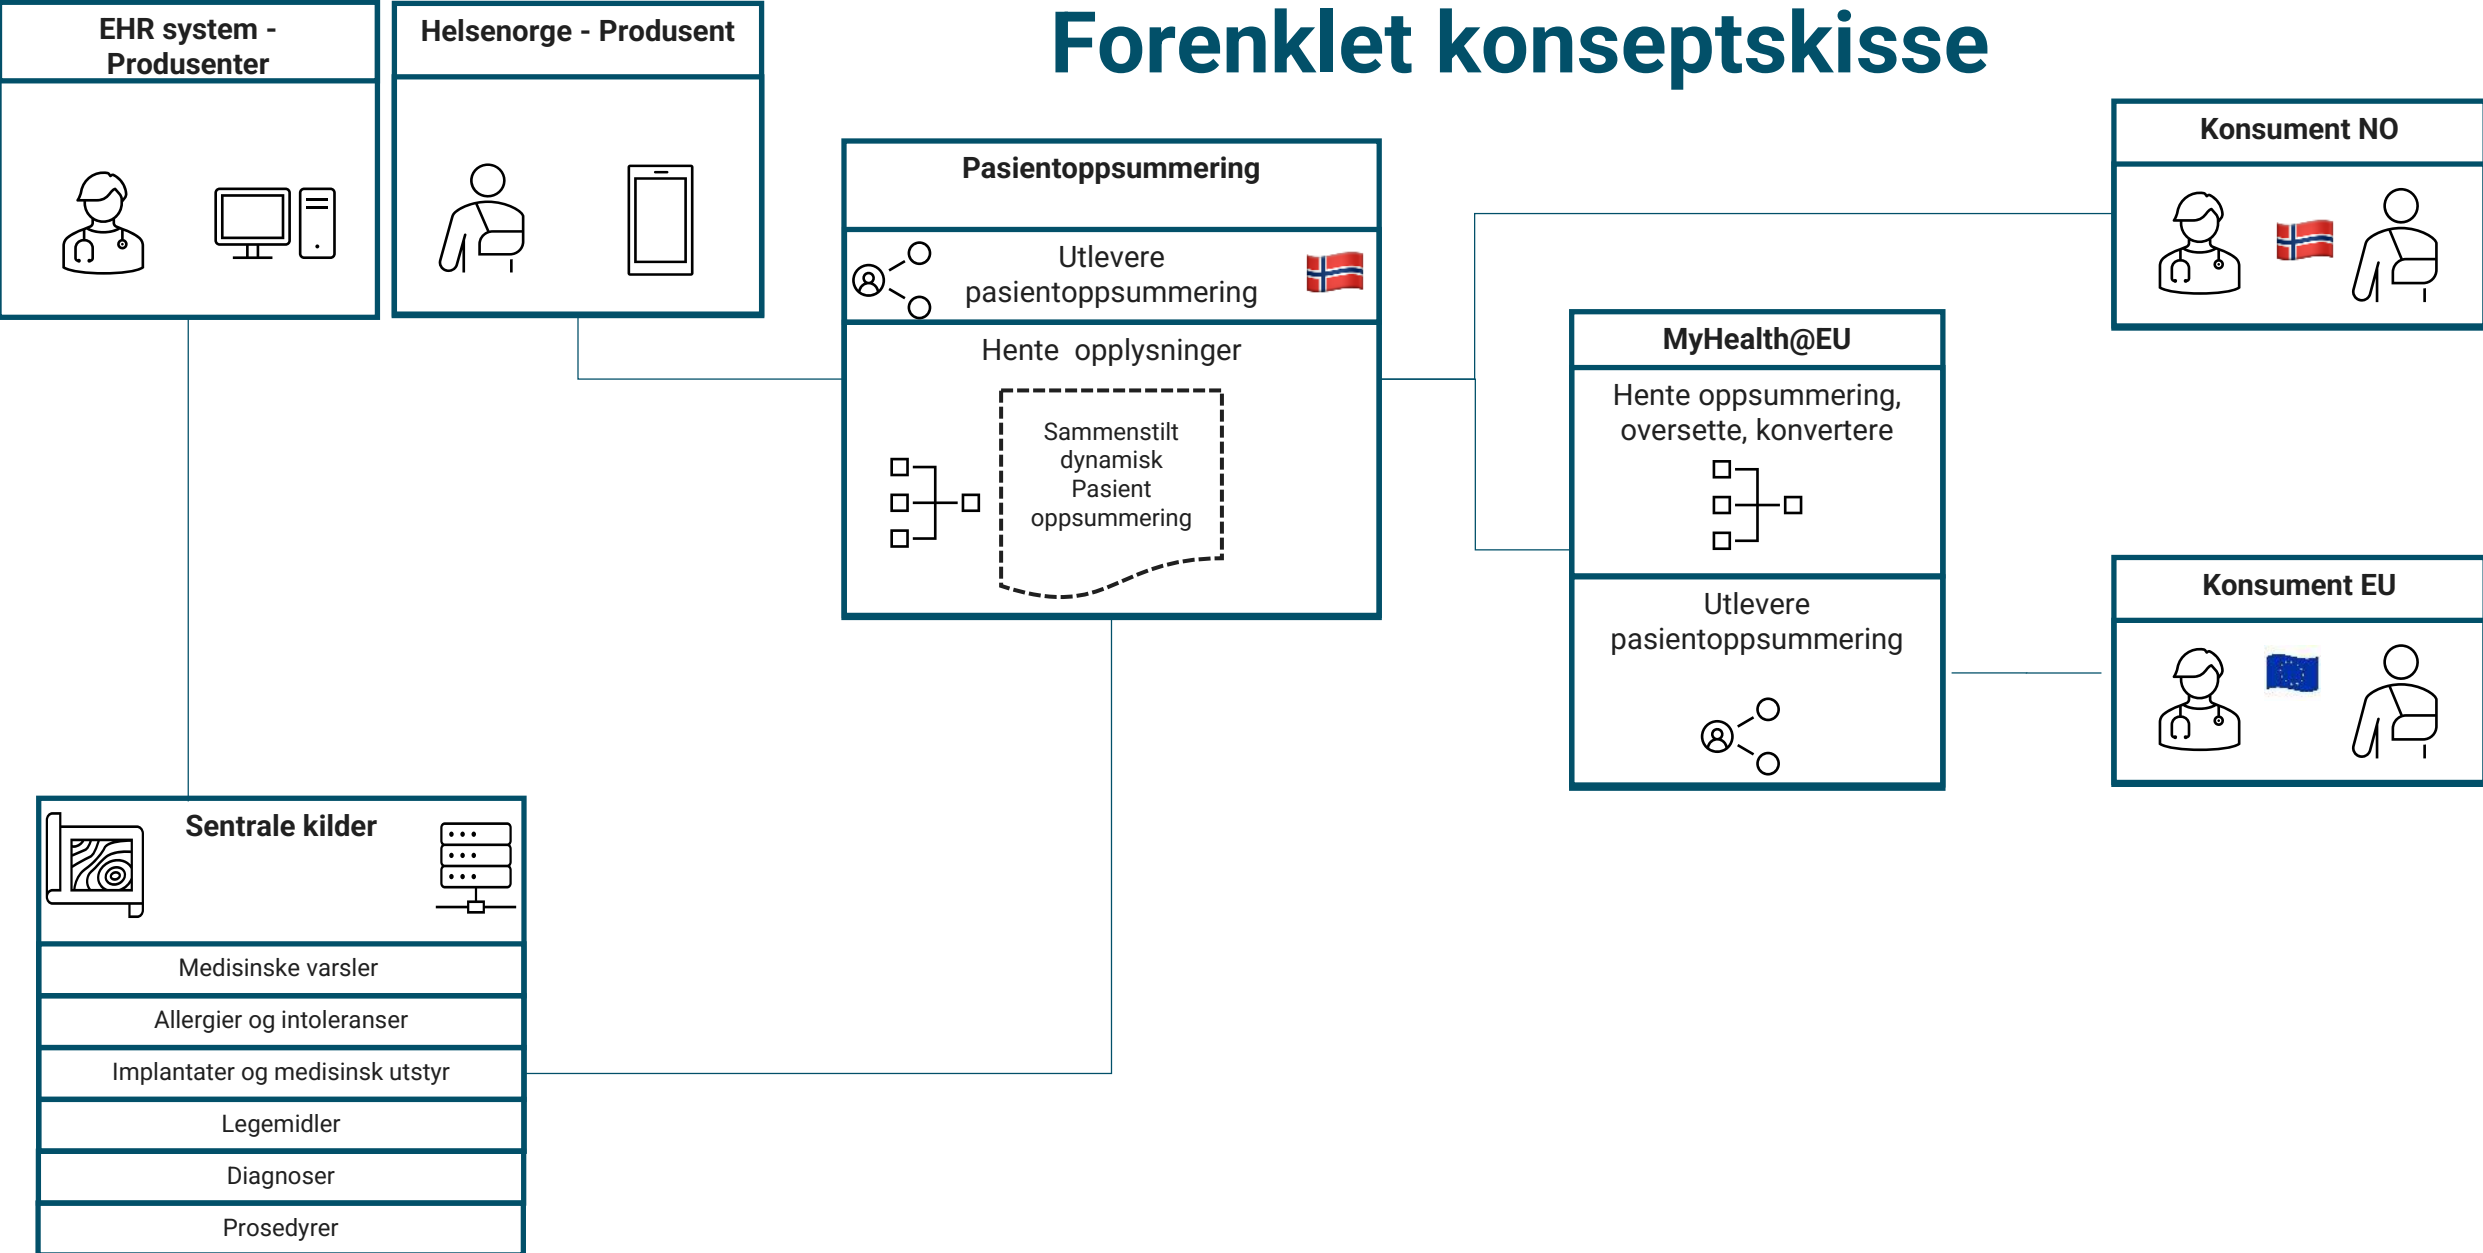 Forenklet konseptskisse
EHR system -
Produsenter
Helsenorge - Produsent
Pasientoppsummering
Utlevere
pasientoppsummering
Hente opplysninger
Sammenstilt
dynamisk
Pasient
oppsummering
MyHealth@EU
Hente oppsummering,
oversette, konvertere
Utlevere
pasientoppsummering
Konsument NO
Konsument EU
Sentrale kilder
Medisinske varsler
Allergier og intoleranser
Implantater og medisinsk utstyr
Legemidler
Diagnoser
Prosedyrer